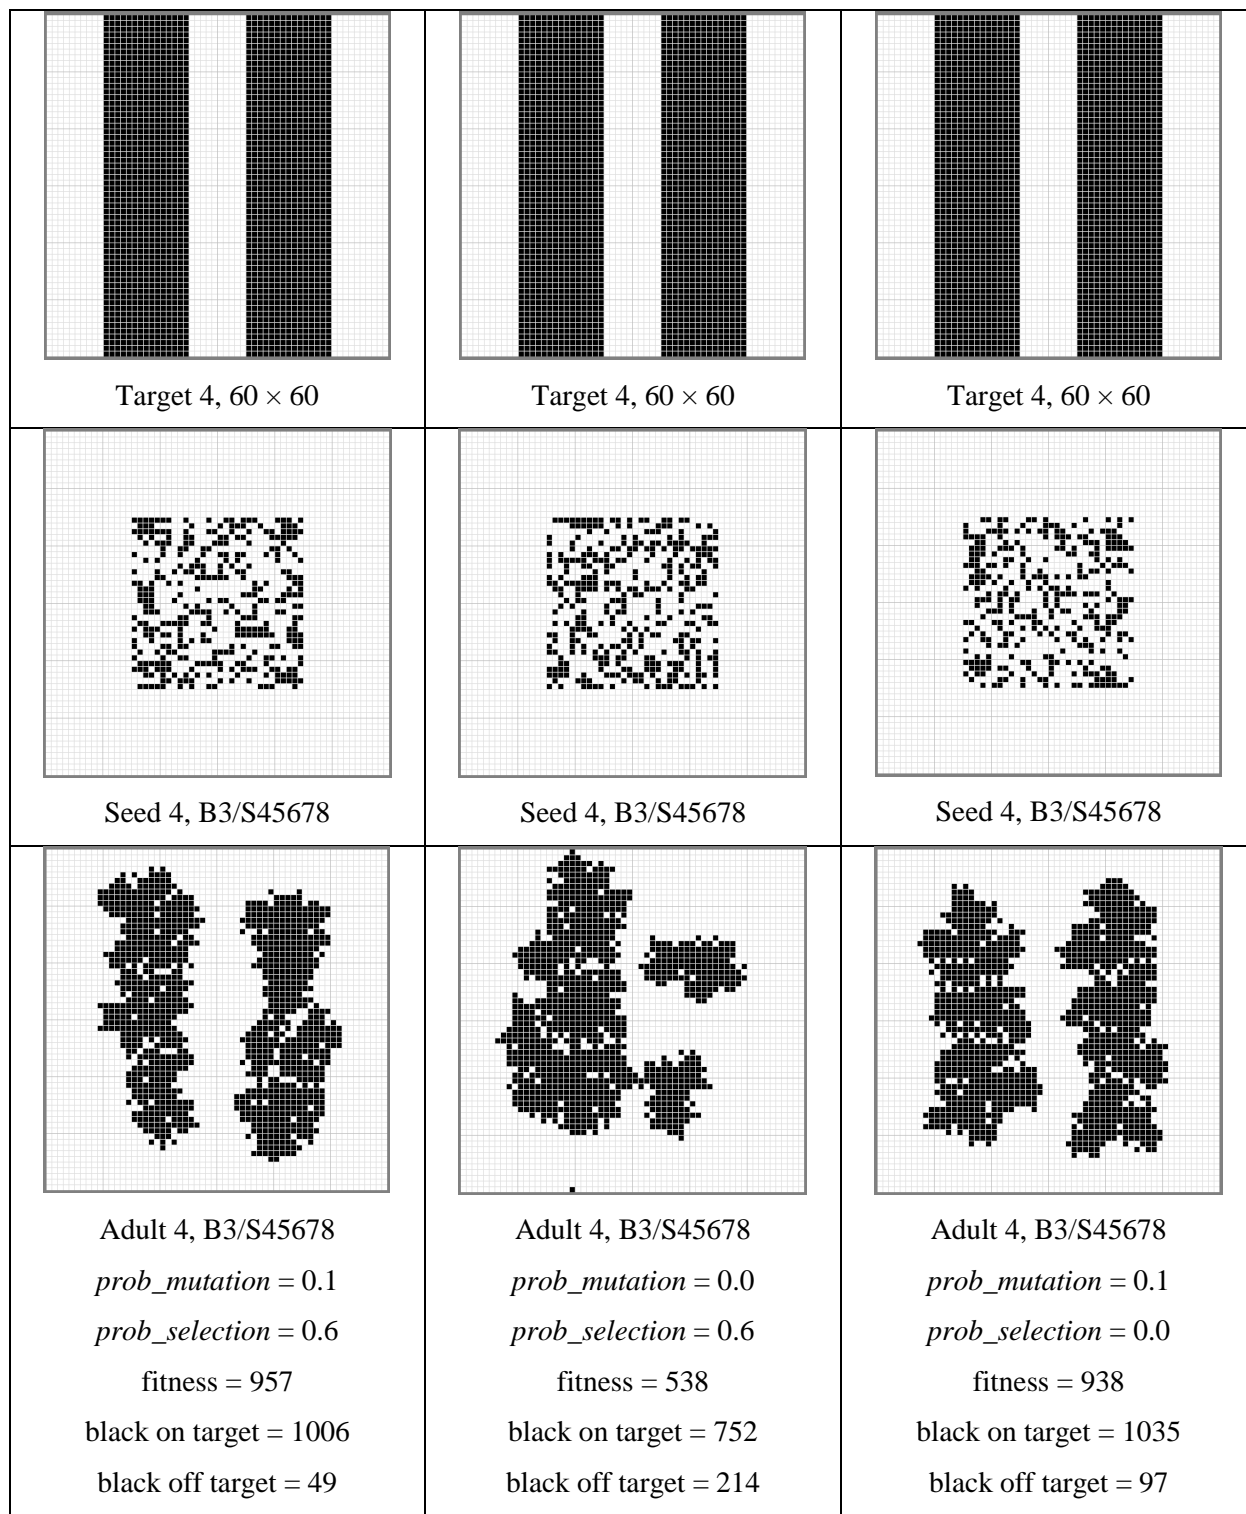 Target 4, 60 × 60
Target 4, 60 × 60
Target 4, 60 × 60
Seed 4, B3/S45678
Seed 4, B3/S45678
Seed 4, B3/S45678
Adult 4, B3/S45678
prob_mutation = 0.1
prob_selection = 0.6
fitness = 957
black on target = 1006
black off target = 49
Adult 4, B3/S45678
prob_mutation = 0.0
prob_selection = 0.6
fitness = 538
black on target = 752
black off target = 214
Adult 4, B3/S45678
prob_mutation = 0.1
prob_selection = 0.0
fitness = 938
black on target = 1035
black off target = 97